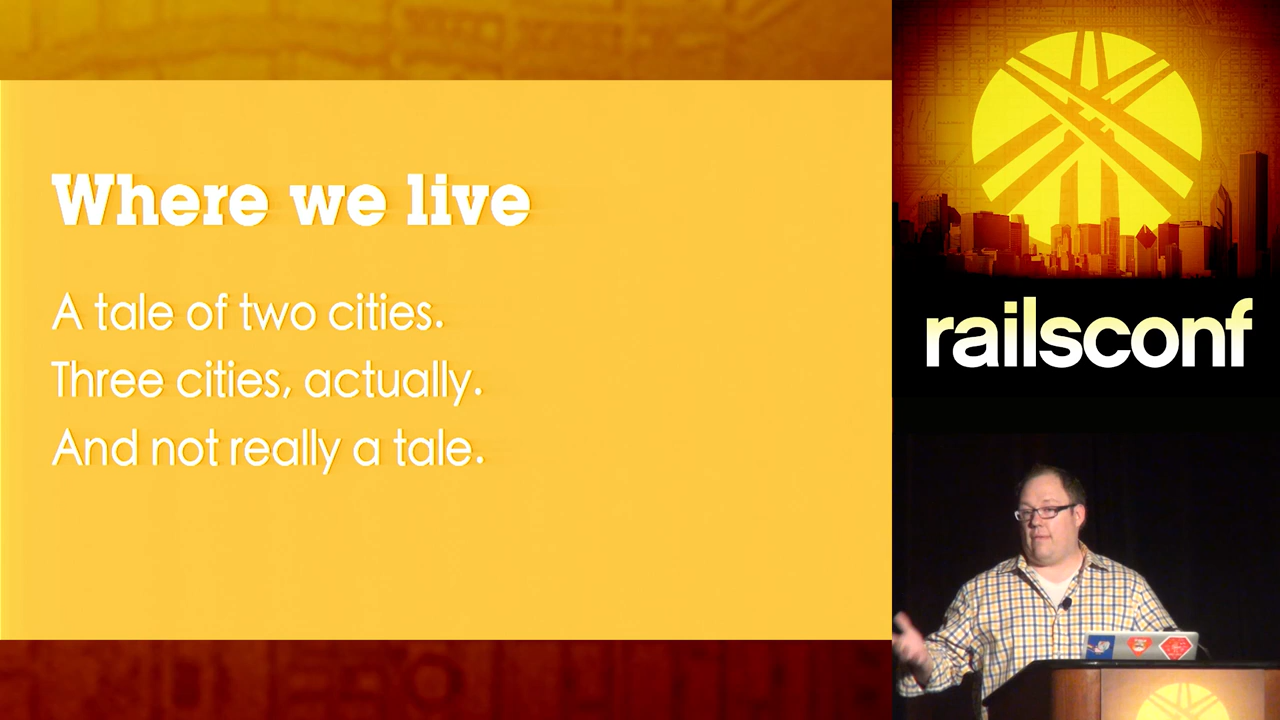 Where we live
A tale of two cities.
Three cities, actually.
And not really a tale.
railsconf